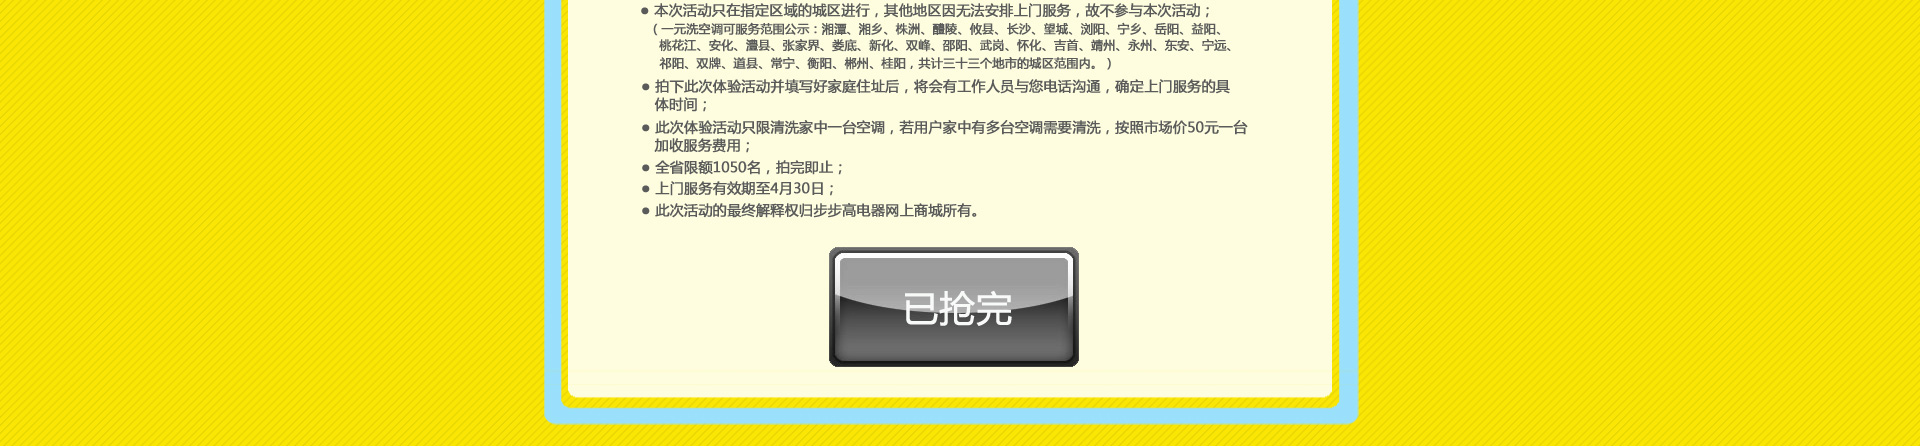 ● 本次活动只在指定区域的城区进行，其他地区因无法安排上门服务，故不参与本次活动；
（一元洗空调可服务范围公示：湘潭、湘乡、株洲、醴陵、攸县、长沙、望城、浏阳、宁乡、岳阳、益阳、
桃花江、安化、澧县、张家界、娄底、新化、双峰、邵阳、武岗、怀化、吉首、靖州、永州、东安、宁远、
祁阳、双牌、道县、常宁、衡阳、郴州、桂阳，共计三十三个地市的城区范围内。）
● 拍下此次体验活动并填写好家庭住址后，将会有工作人员与您电话沟通，确定上门服务的具
体时间；
● 此次体验活动只限清洗家中一台空调，若用户家中有多台空调需要清洗，按照市场价50元一台
加收服务费用；
● 全省限额1050名，拍完即止；
● 上门服务有效期至4月30日；
● 此次活动的最终解释权归步步高电器网上商城所有。
已抢完